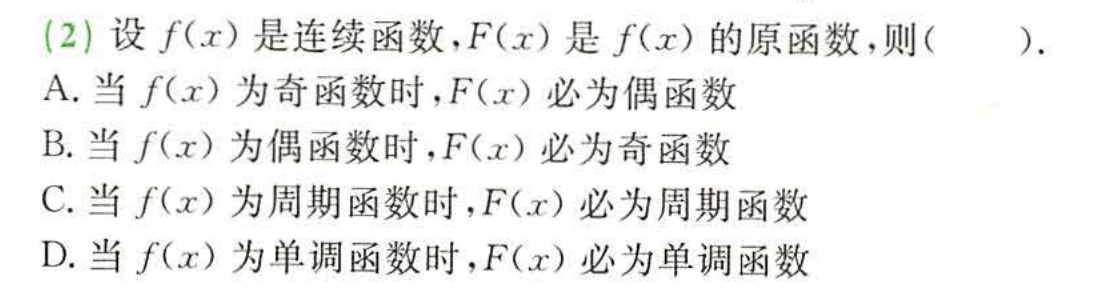 (2) 设 f(x) 是连续函数,F(x) 是 f(x) 的原函数,则(　　).
A. 当 f(x) 为奇函数时,F(x) 必为偶函数
B. 当 f(x) 为偶函数时,F(x) 必为奇函数
C. 当 f(x) 为周期函数时,F(x) 必为周期函数
D. 当 f(x) 为单调函数时,F(x) 必为单调函数